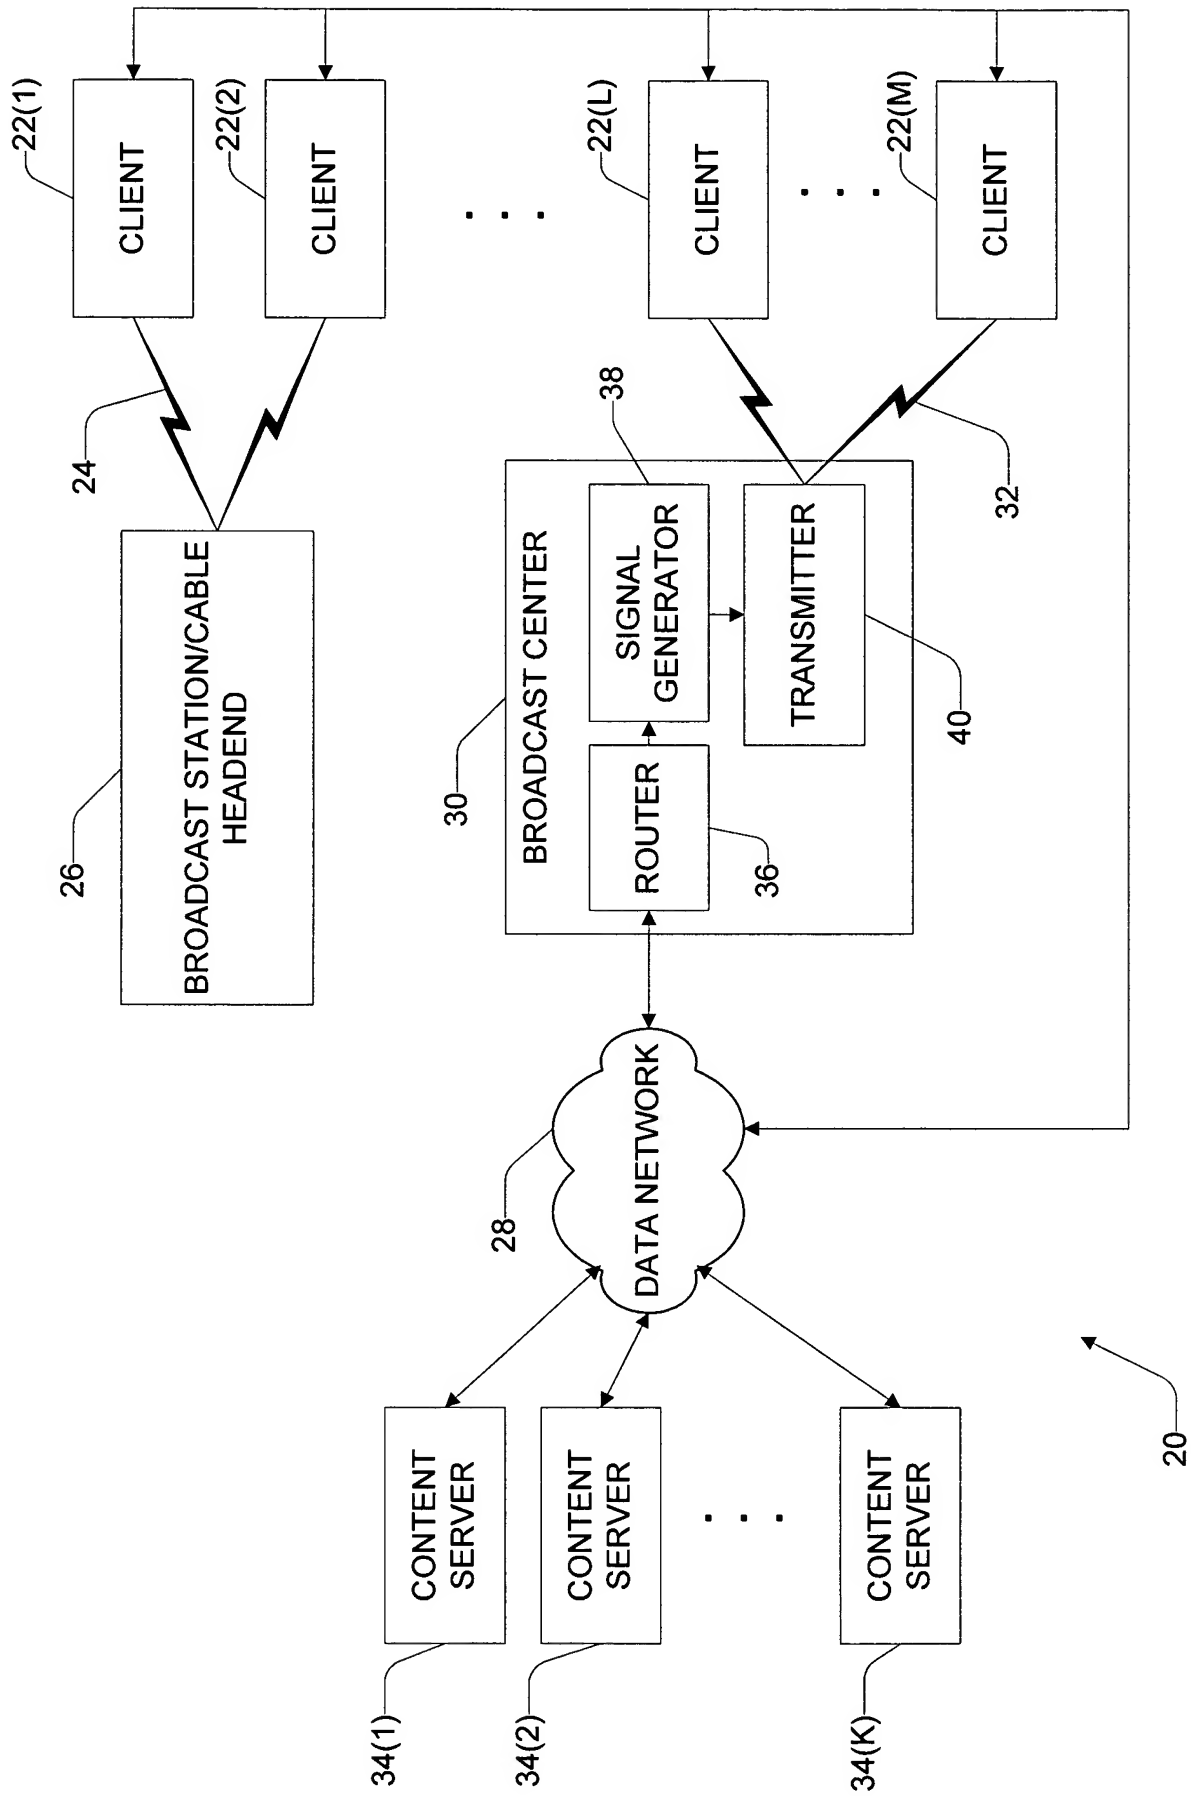 22(1)
CLIENT
24
BROADCAST STATION/CABLE
HEADEND
26
22(2)
CLIENT
. . .
BROADCAST CENTER
30
38
SIGNAL
GENERATOR
ROUTER
36
TRANSMITTER
40
32
22(L)
CLIENT
. . .
22(M)
CLIENT
28
DATA NETWORK
34(1)
CONTENT
SERVER
34(2)
CONTENT
SERVER
. . .
34(K)
CONTENT
SERVER
20